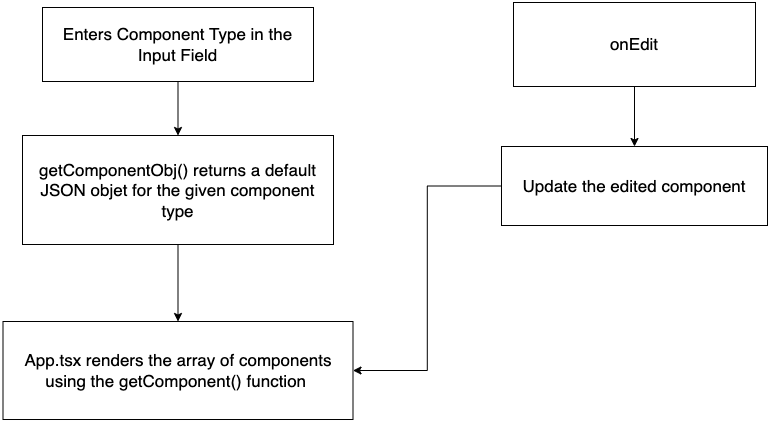 Enters Component Type in the
Input Field
onEdit
getComponentObj() returns a default
JSON objet for the given component
type
Update the edited component
App.tsx renders the array of components
using the getComponent() function